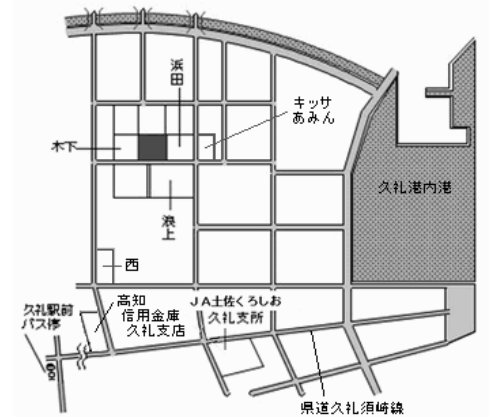 浜田
キッサ
あみん
木下
久礼港内港
浪上
西
高知
信用金庫
久礼支店
JA土佐くろしお
久礼支所
久礼駅前
バス停
県道久礼須崎線